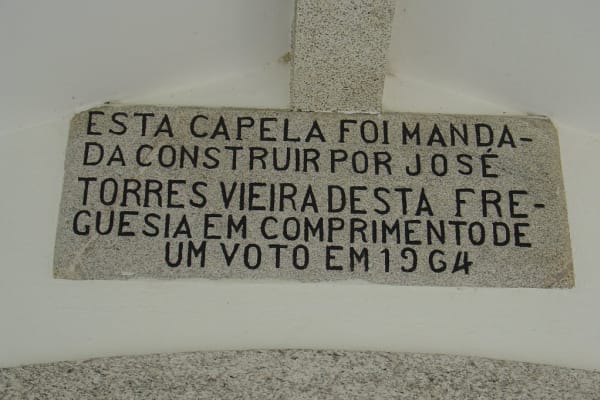 ESTA CAPELA FOI MANDA-
DA CONSTRUIR POR JOSÉ
TORRES VIEIRA DESTA FRE-
GUESIA EM COMPRIMENTO DE
UM VOTO EM 1964